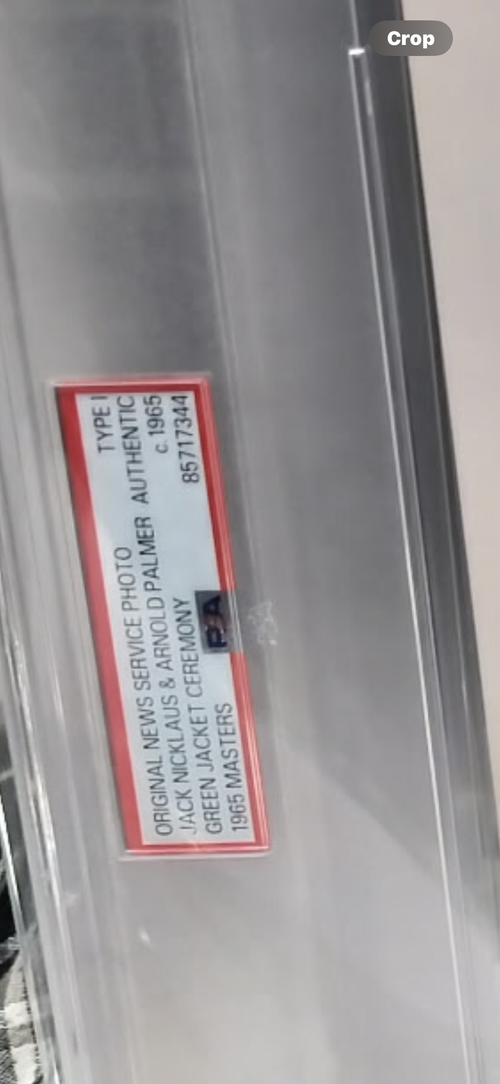 Crop
ORIGINAL NEWS SERVICE PHOTO TYPE I
JACK NICKLAUS & ARNOLD PALMER AUTHENTIC
GREEN JACKET CEREMONY c. 1965
1965 MASTERS 85717344
PSA